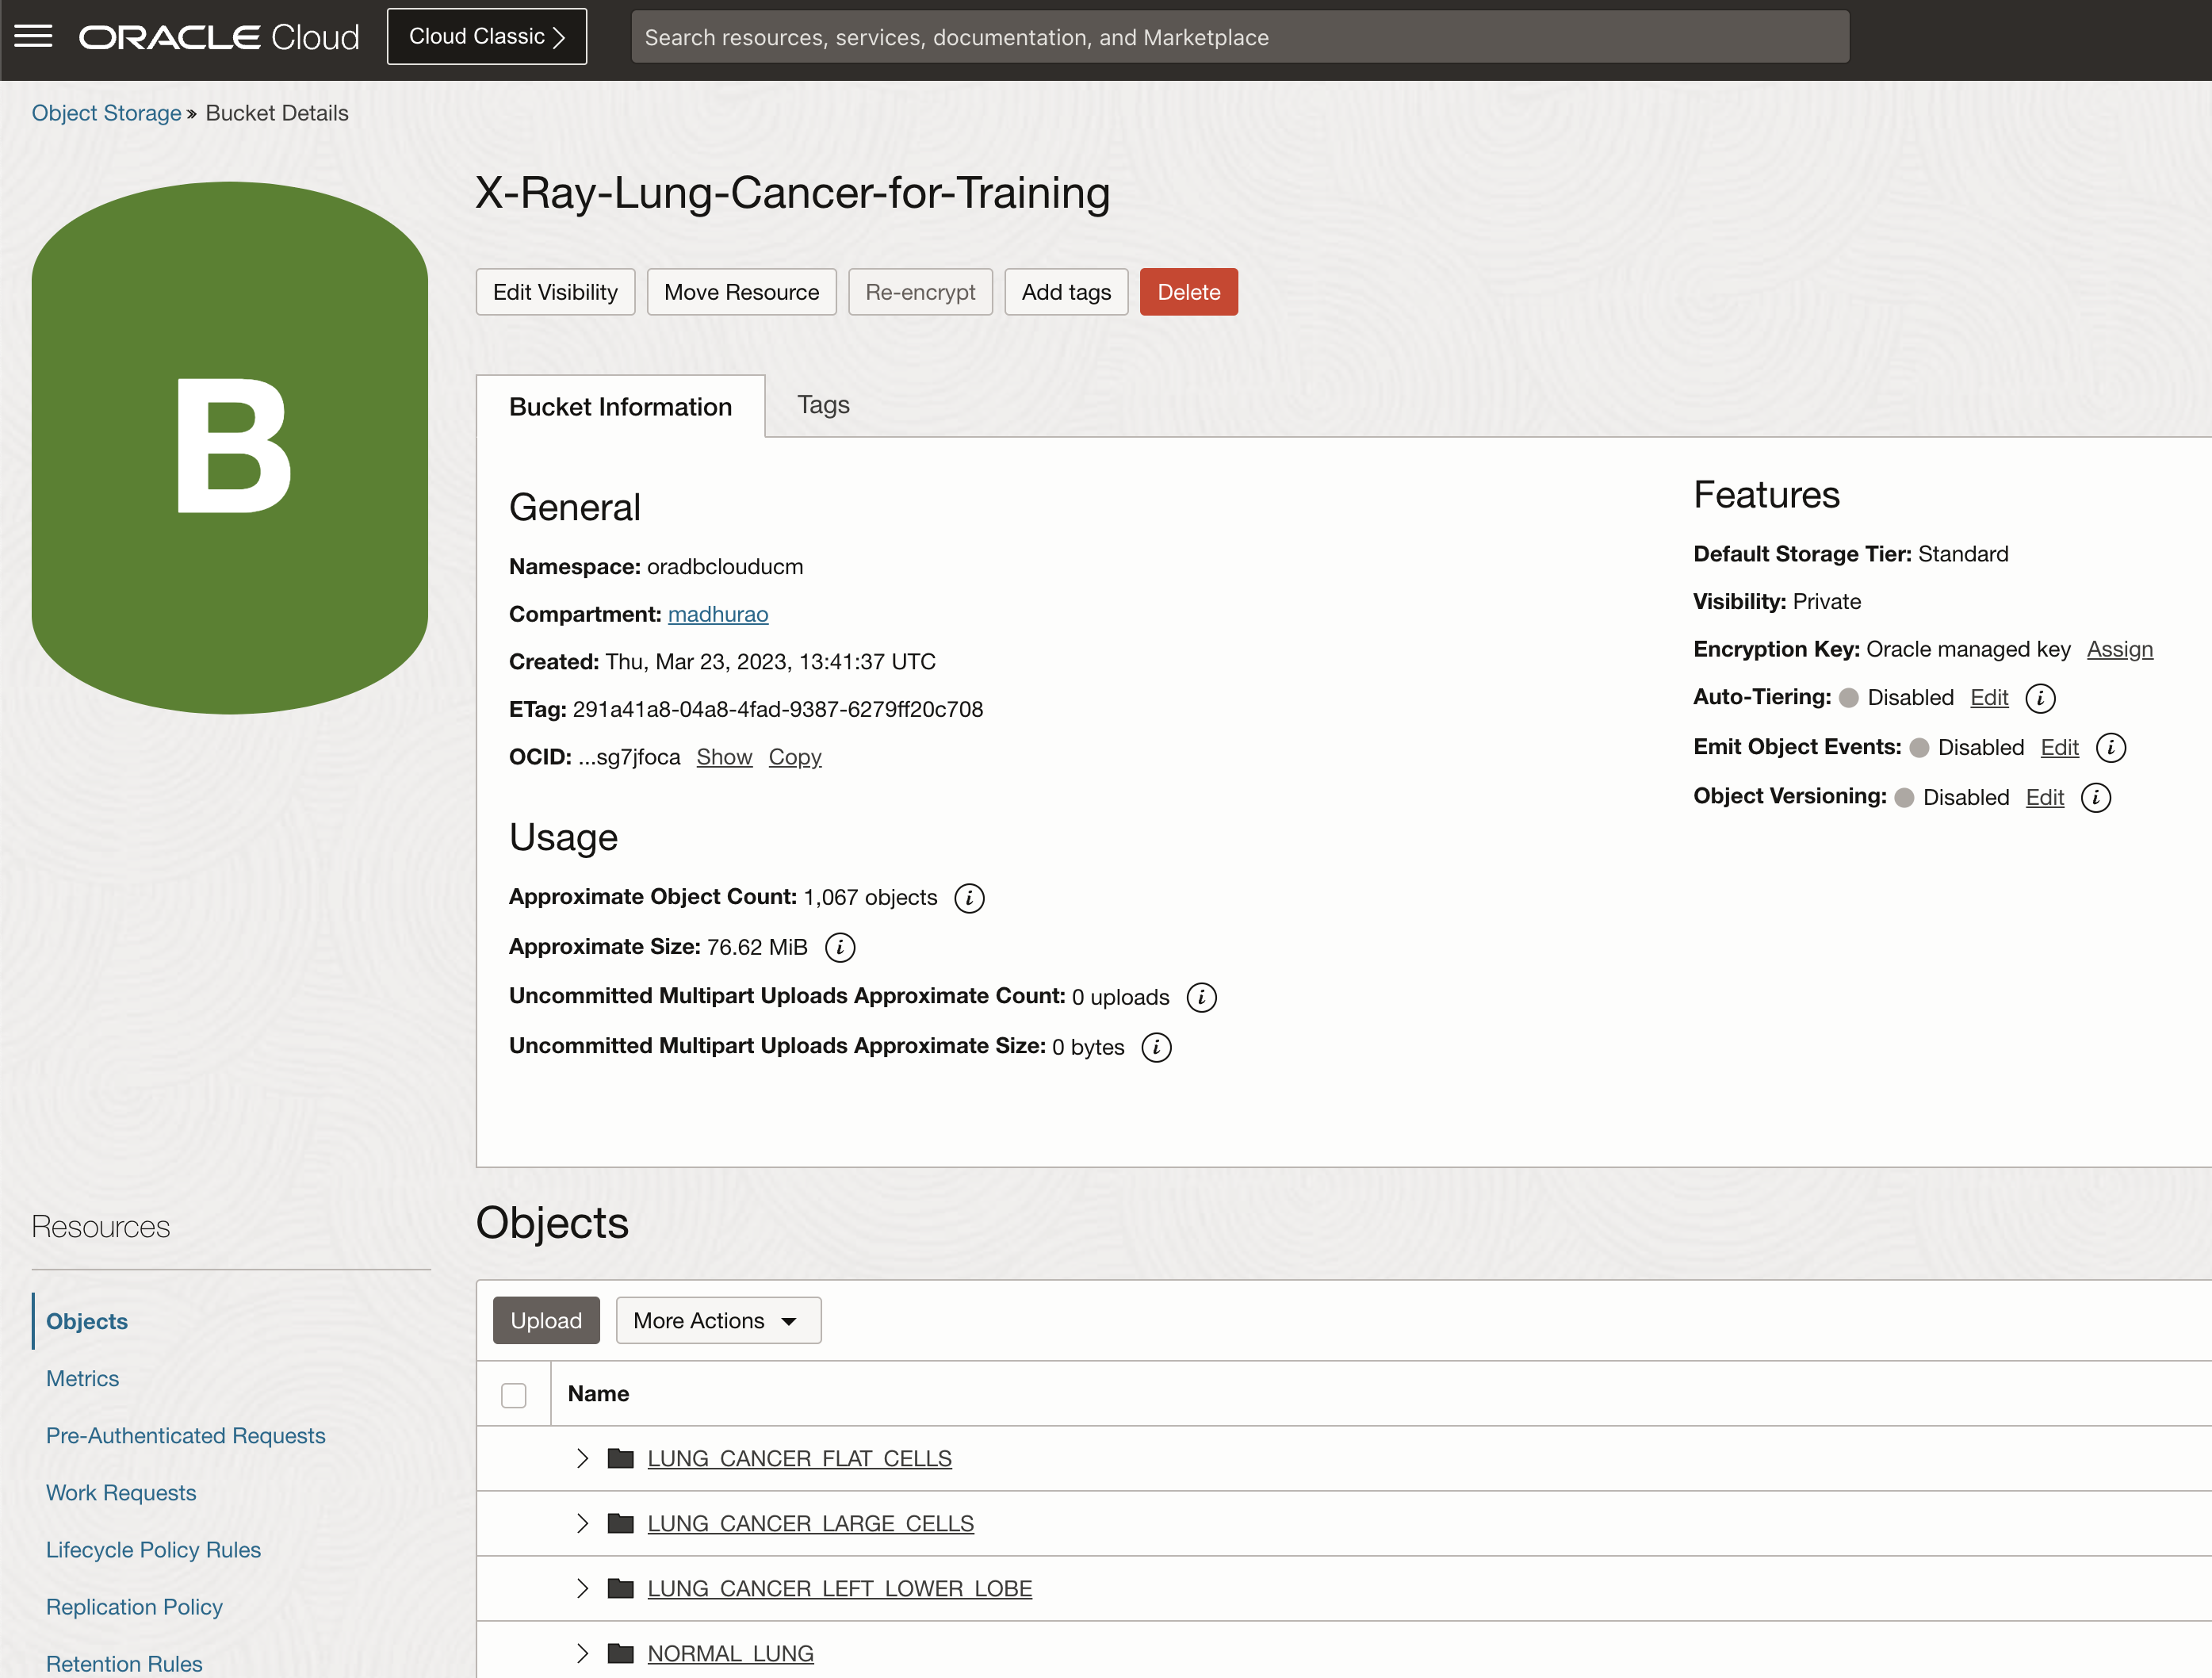 ORACLE Cloud
Cloud Classic
Search resources, services, documentation, and Marketplace
Object Storage » Bucket Details
B
X-Ray-Lung-Cancer-for-Training
Edit Visibility
Move Resource
Re-encrypt
Add tags
Delete
Bucket Information
Tags
General
Namespace: oradbclouducm
Compartment: madhurao
Created: Thu, Mar 23, 2023, 13:41:37 UTC
ETag: 291a41a8-04a8-4fad-9387-6279ff20c708
OCID: ...sg7jfoca Show Copy
Usage
Approximate Object Count: 1,067 objects i
Approximate Size: 76.62 MiB i
Uncommitted Multipart Uploads Approximate Count: 0 uploads i
Uncommitted Multipart Uploads Approximate Size: 0 bytes i
Features
Default Storage Tier: Standard
Visibility: Private
Encryption Key: Oracle managed key Assign
Auto-Tiering: Disabled Edit i
Emit Object Events: Disabled Edit i
Object Versioning: Disabled Edit i
Resources
Objects
Metrics
Pre-Authenticated Requests
Work Requests
Lifecycle Policy Rules
Replication Policy
Retention Rules
Objects
Upload
More Actions
Name
LUNG_CANCER_FLAT_CELLS
LUNG_CANCER_LARGE_CELLS
LUNG_CANCER_LEFT_LOWER_LOBE
NORMAL_LUNG